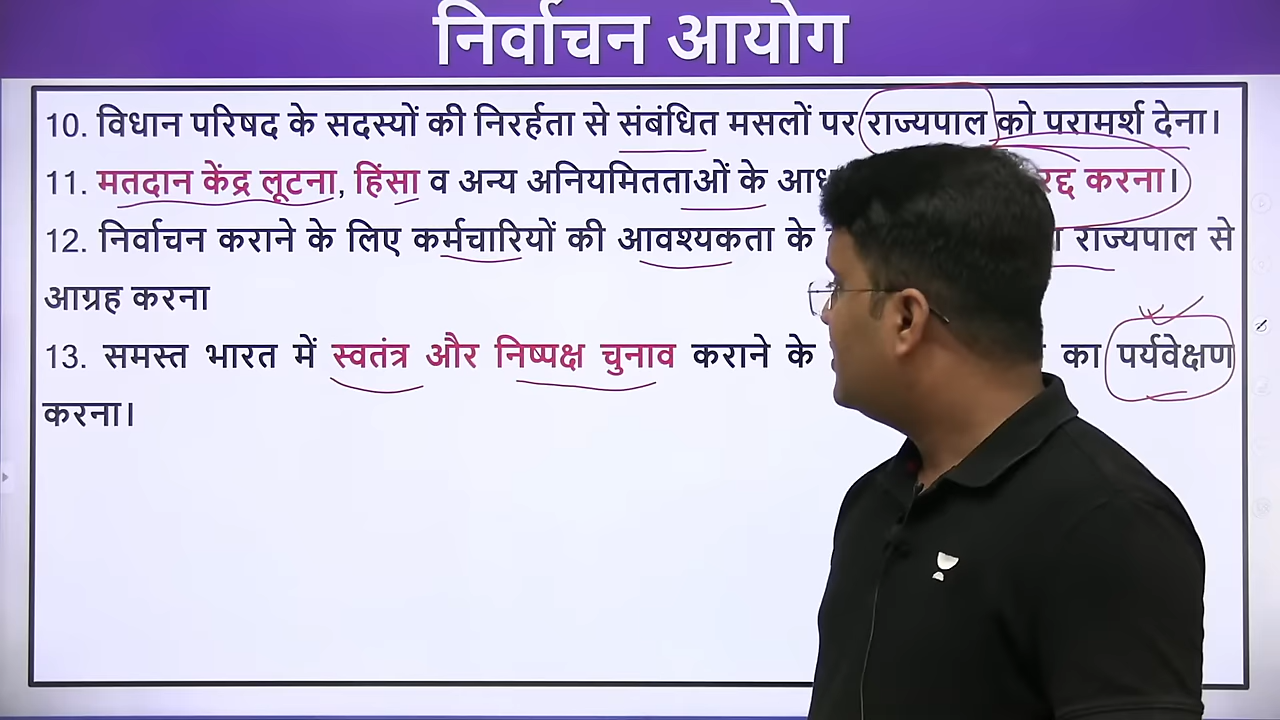 निर्वाचन आयोग
10. विधान परिषद के सदस्यों की निरर्हता से संबंधित मसलों पर राज्यपाल को परामर्श देना।
11. मतदान केंद्र लूटना, हिंसा व अन्य अनियमितताओं के रद्द करना।
12. निर्वाचन कराने के लिए कर्मचारियों की आवश्यकता के राज्यपाल से
आग्रह करना
13. समस्त भारत में स्वतंत्र और निष्पक्ष चुनाव कराने के का पर्यवेक्षण
करना।